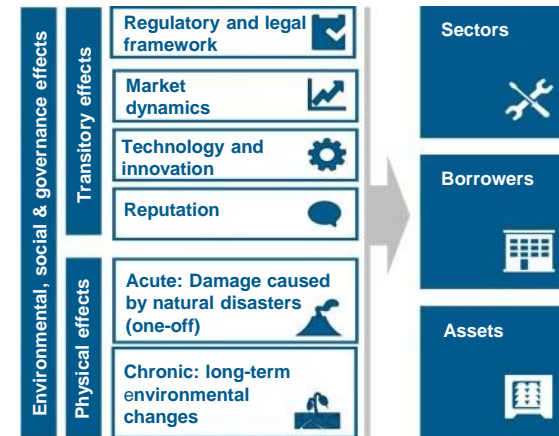 Environmental, social & governance effects
Transitory effects
Regulatory and legal
framework
Market
dynamics
Technology and
innovation
Reputation
Physical effects
Acute: Damage caused
by natural disasters
(one-off)
Chronic: long-term
environmental
changes
Sectors
Borrowers
Assets